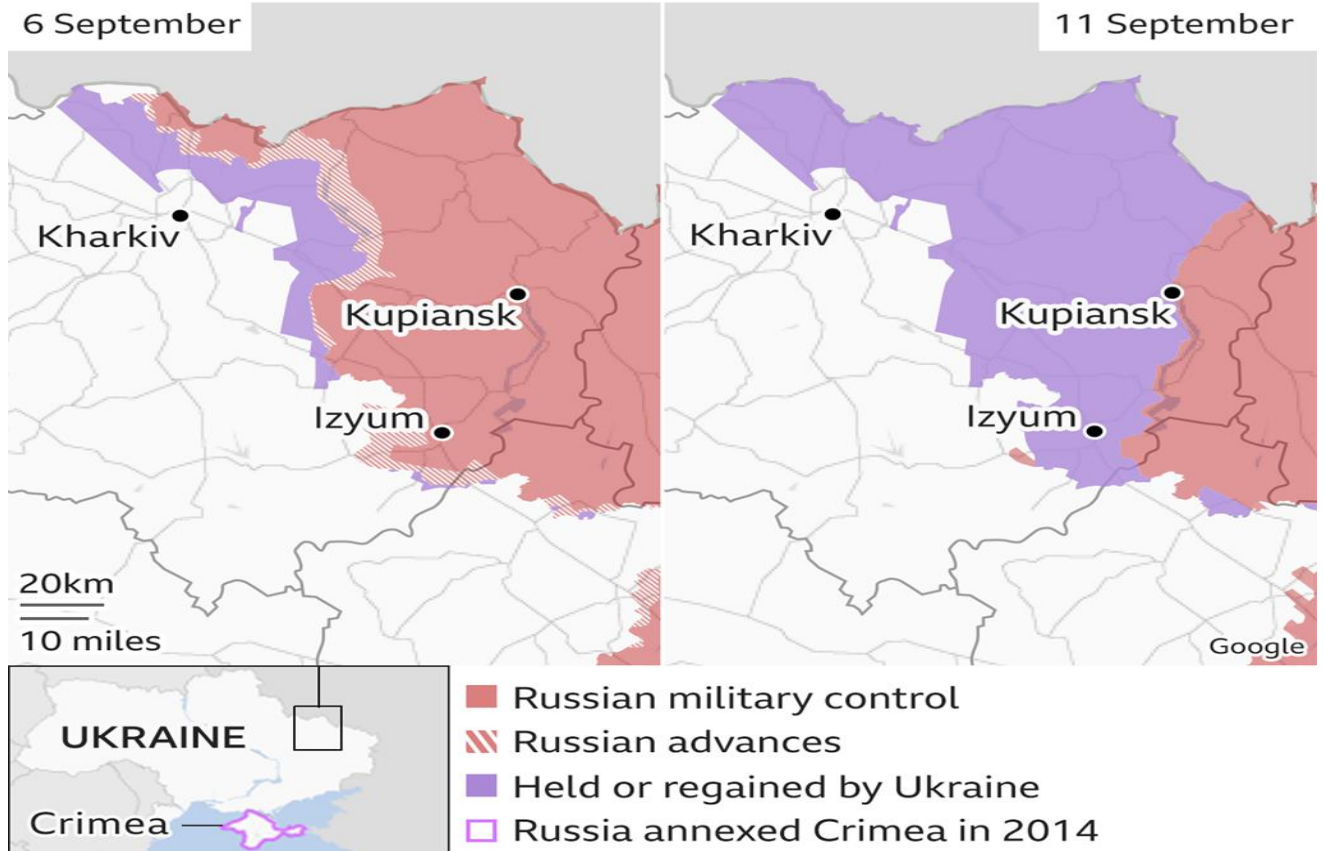 6 September
11 September
Kharkiv
Kupiansk
Izyum
20km
10 miles
Kharkiv
Kupiansk
Izyum
Google
UKRAINE
Crimea
Russian military control
Russian advances
Held or regained by Ukraine
Russia annexed Crimea in 2014